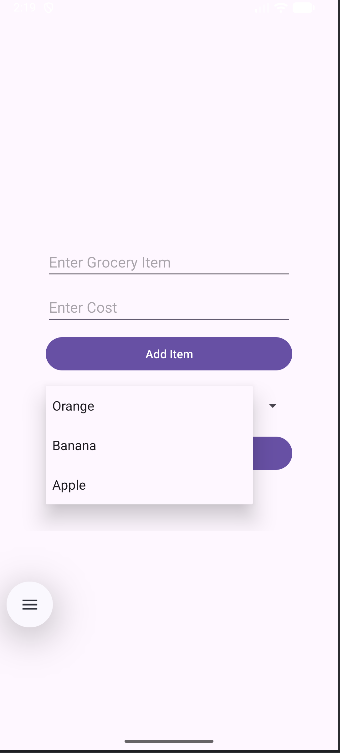 Enter Grocery Item
Enter Cost
Add Item
Orange
Banana
Apple